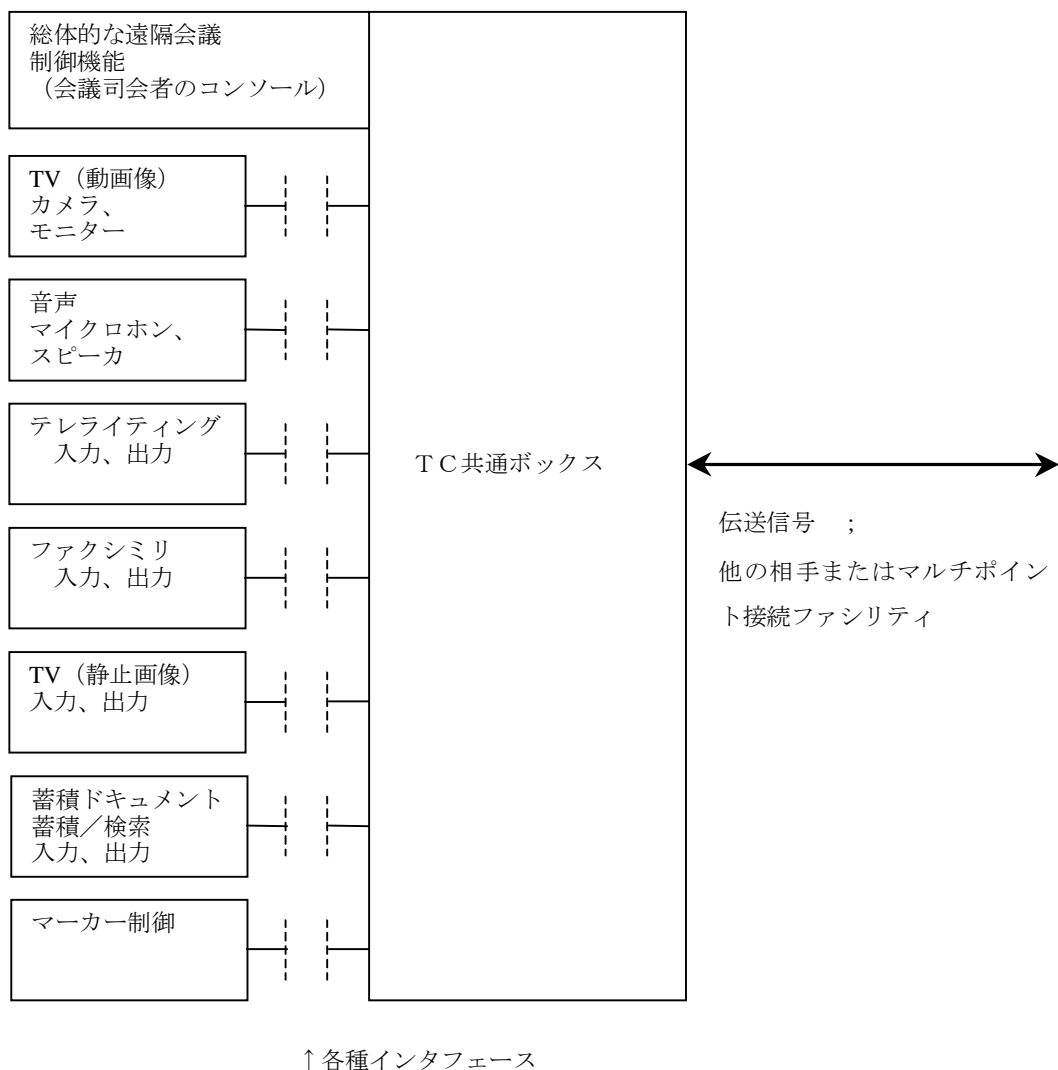 総体的な遠隔会議
制御機能
（会議司会者のコンソール）
TV（動画像）
カメラ、
モニター
音声
マイクロホン、
スピーカ
テレライティング
入力、出力
ファクシミリ
入力、出力
TV（静止画像）
入力、出力
蓄積ドキュメント
蓄積／検索
入力、出力
マーカー制御
ＴＣ共通ボックス
伝送信号　；
他の相手またはマルチポイン
ト接続ファシリティ
↑各種インタフェース